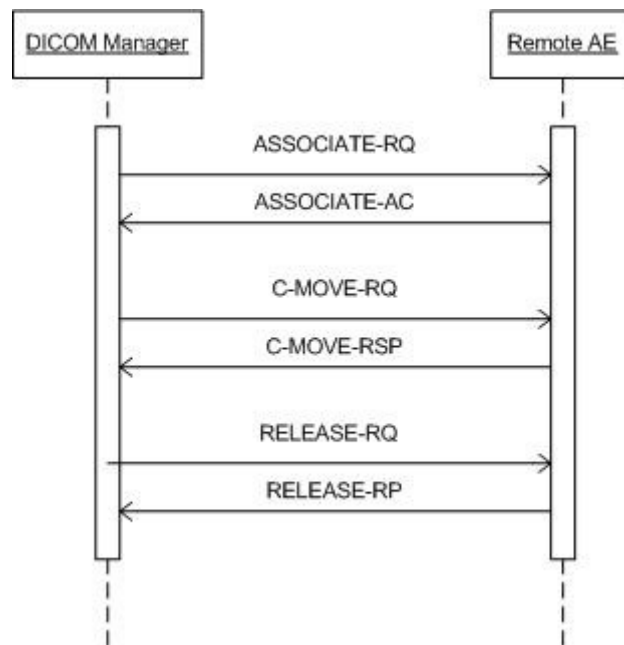 DICOM Manager
Remote AE
ASSOCIATE-RQ
ASSOCIATE-AC
C-MOVE-RQ
C-MOVE-RSP
RELEASE-RQ
RELEASE-RP